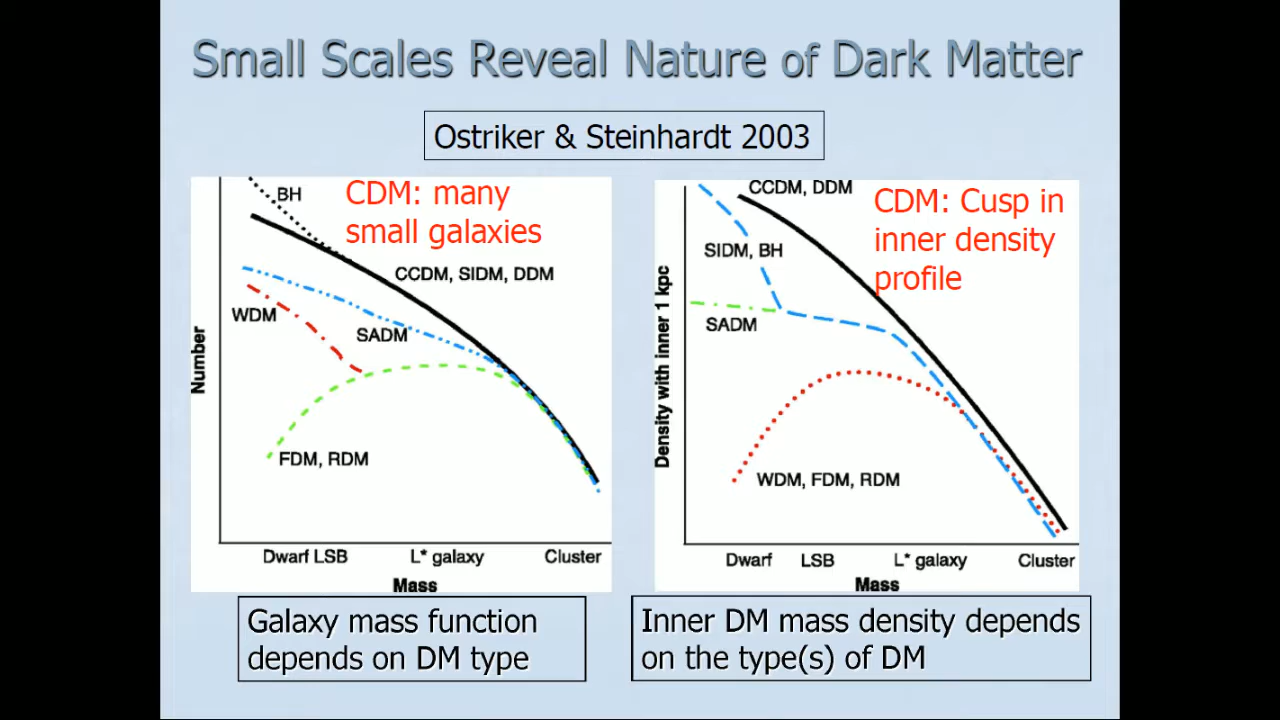 Small Scales Reveal Nature of Dark Matter
Ostriker & Steinhardt 2003
BH
CDM: many
small galaxies
CCDM, SIDM, DDM
WDM
SADM
Number
FDM, RDM
Dwarf LSB
L* galaxy
Cluster
Mass
CCDM, DDM
CDM: Cusp in
inner density
profile
SIDM, BH
SADM
Density with inner 1 kpc
WDM, FDM, RDM
Dwarf
LSB
L* galaxy
Cluster
Mass
Galaxy mass function
depends on DM type
Inner DM mass density depends
on the type(s) of DM